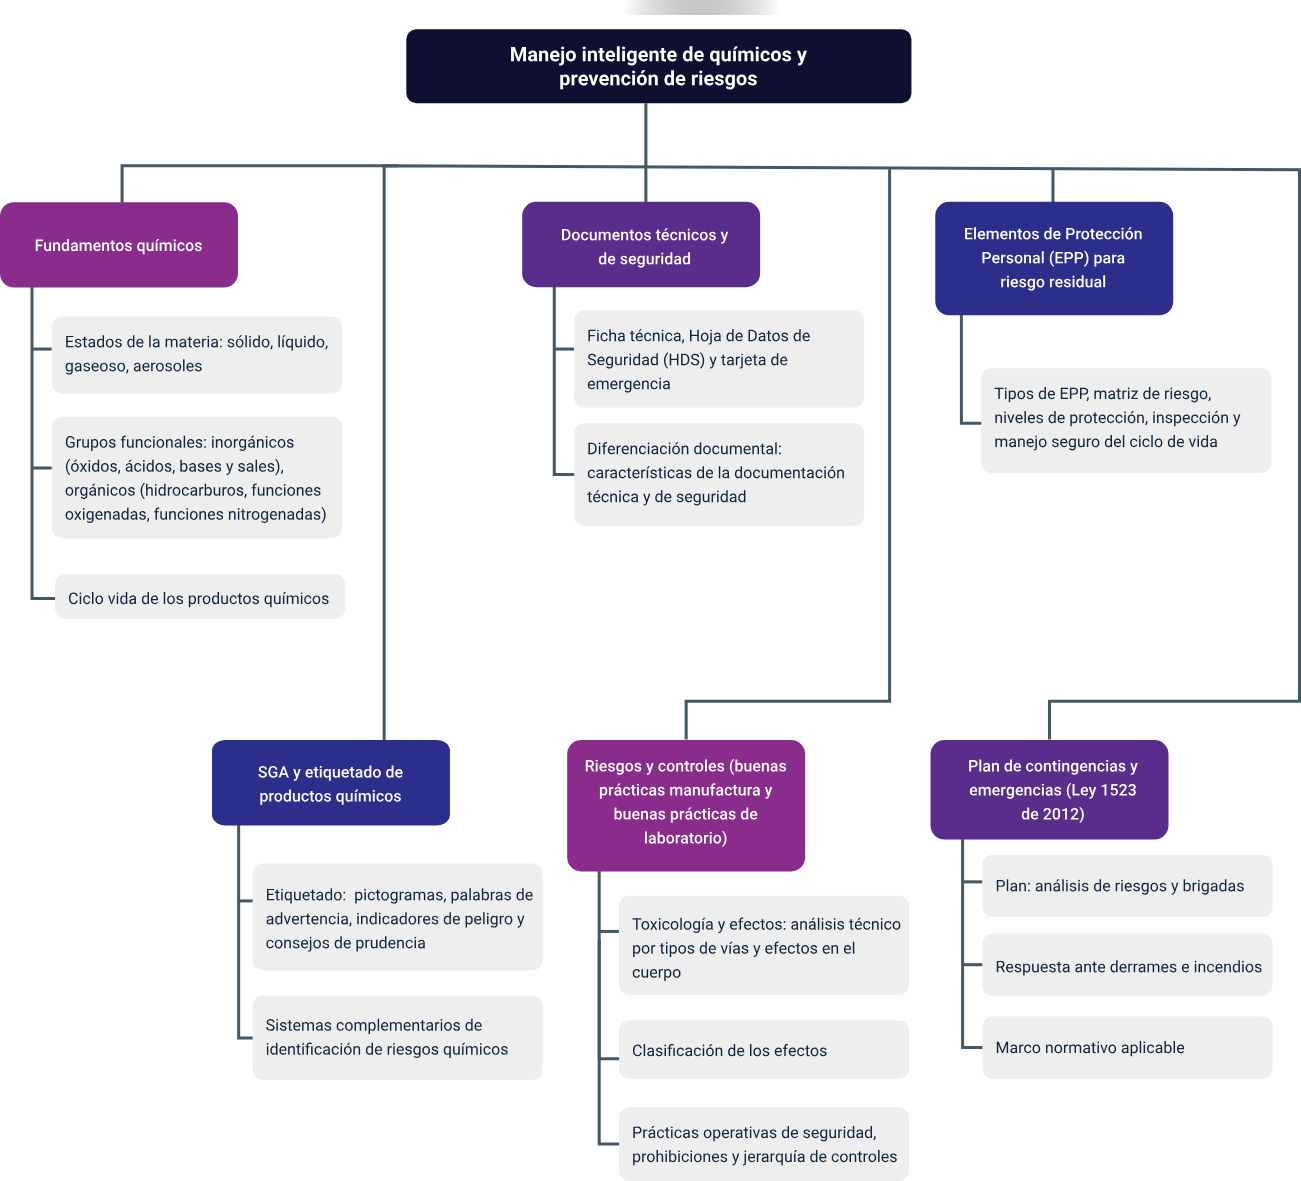 Manejo inteligente de químicos y
prevención de riesgos
Fundamentos químicos
Estados de la materia: sólido, líquido,
gaseoso, aerosoles
Grupos funcionales: inorgánicos
(óxidos, ácidos, bases y sales),
orgánicos (hidrocarburos, funciones
oxigenadas, funciones nitrogenadas)
Ciclo vida de los productos químicos
Documentos técnicos y
de seguridad
Ficha técnica, Hoja de Datos de
Seguridad (HDS) y tarjeta de
emergencia
Diferenciación documental:
características de la documentación
técnica y de seguridad
Elementos de Protección
Personal (EPP) para
riesgo residual
Tipos de EPP, matriz de riesgo,
niveles de protección, inspección y
manejo seguro del ciclo de vida
SGA y etiquetado de
productos químicos
Etiquetado:  pictogramas, palabras de
advertencia, indicadores de peligro y
consejos de prudencia
Sistemas complementarios de
identificación de riesgos químicos
Riesgos y controles (buenas
prácticas manufactura y
buenas prácticas de
laboratorio)
Toxicología y efectos: análisis técnico
por tipos de vías y efectos en el
cuerpo
Clasificación de los efectos
Prácticas operativas de seguridad,
prohibiciones y jerarquía de controles
Plan de contingencias y
emergencias (Ley 1523
de 2012)
Plan: análisis de riesgos y brigadas
Respuesta ante derrames e incendios
Marco normativo aplicable